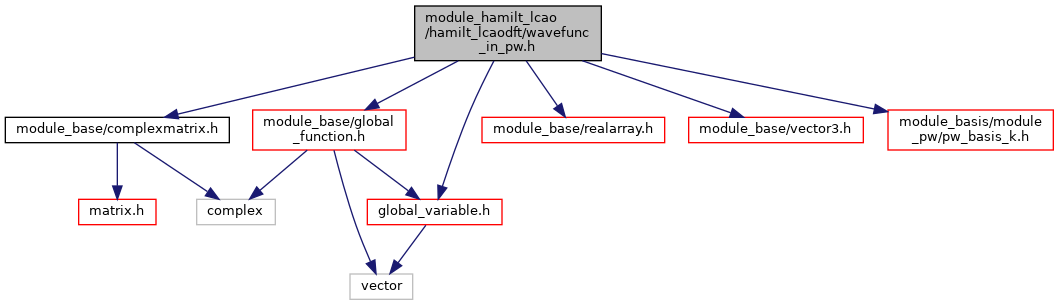 module_hamilt_lcao
/hamilt_lcaodft/wavefunc
_in_pw.h
module_base/complexmatrix.h
module_base/global
_function.h
module_base/realarray.h
module_base/vector3.h
module_basis/module
_pw/pw_basis_k.h
matrix.h
complex
global_variable.h
vector